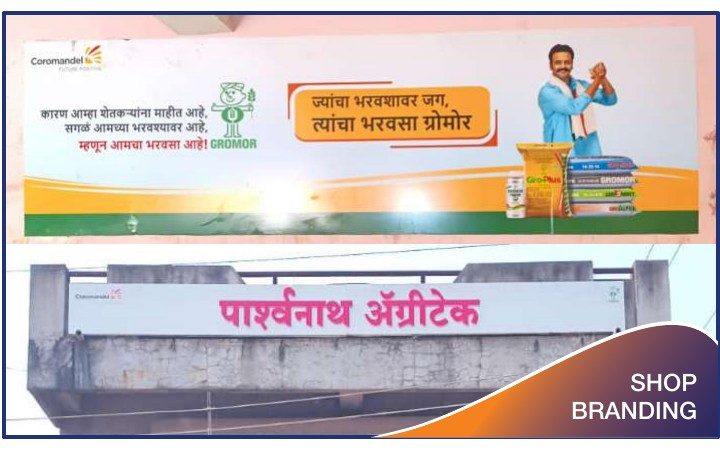 Coromandel
FUTURE POSITIVE
कारण आम्हा शेतकऱ्यांना माहीत आहे,
सगळं आमच्या भरवश्यावर आहे,
म्हणून आमचा भरवसा आहे!
GROMOR
ज्यांचा भरवशावर जग,
त्यांचा भरवसा ग्रोमोर
Gro-Plus
GROMOR
Coromandel
पार्श्वनाथ ॲग्रीटेक
SHOP
BRANDING